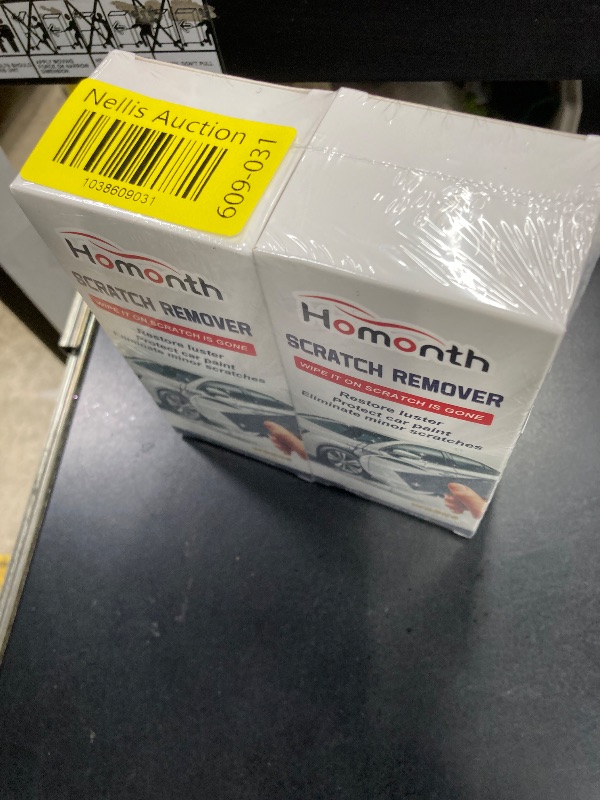 Nellis Auction
1038609031
609-031
Homonth
SCRATCH REMOVER
WIPE IT ON SCRATCH IS GONE
Restore luster
Protect car paint
Eliminate minor scratches
Homonth
SCRATCH REMOVER
WIPE IT ON SCRATCH IS GONE
Restore luster
Protect car paint
Eliminate minor scratches